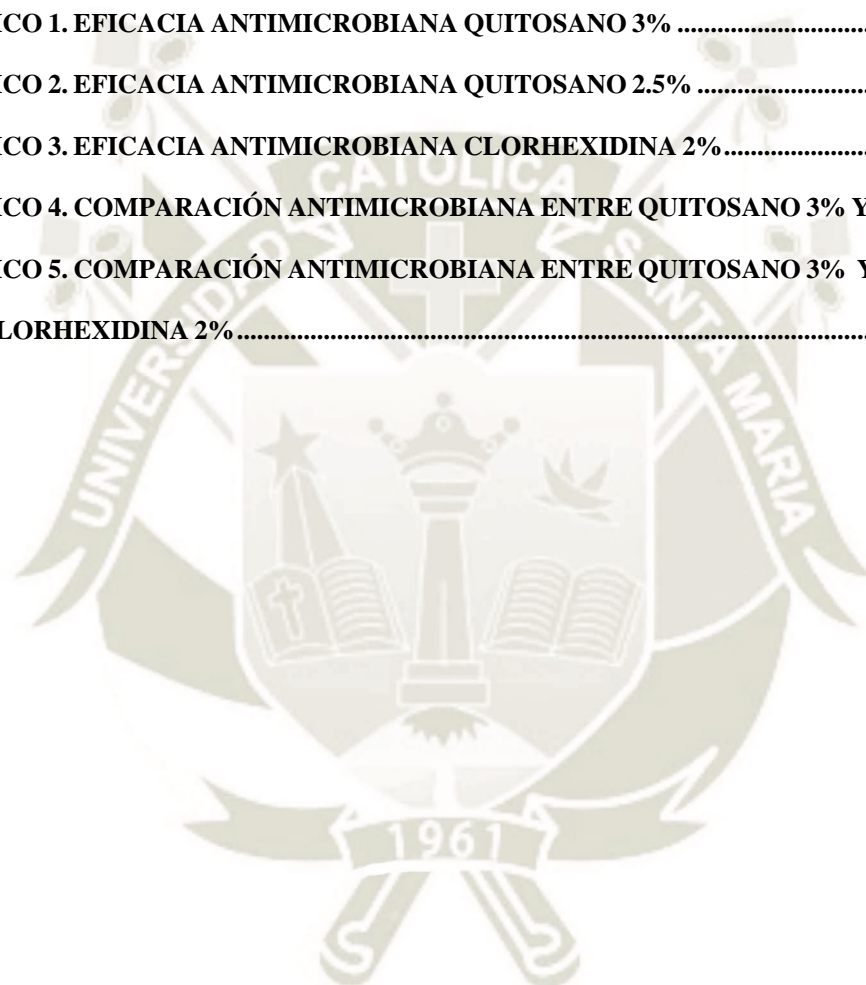 ICO 1. EFICACIA ANTIMICROBIANA QUITOSANO 3% ............................
ICO 2. EFICACIA ANTIMICROBIANA QUITOSANO 2.5% .........................
ICO 3. EFICACIA ANTIMICROBIANA CLORHEXIDINA 2%.....................
ICO 4. COMPARACIÓN ANTIMICROBIANA ENTRE QUITOSANO 3% Y
ICO 5. COMPARACIÓN ANTIMICROBIANA ENTRE QUITOSANO 3% Y
LORHEXIDINA 2%...............................................................................................
UNIVERSIDAD CATOLICA SANTA MARIA
1961